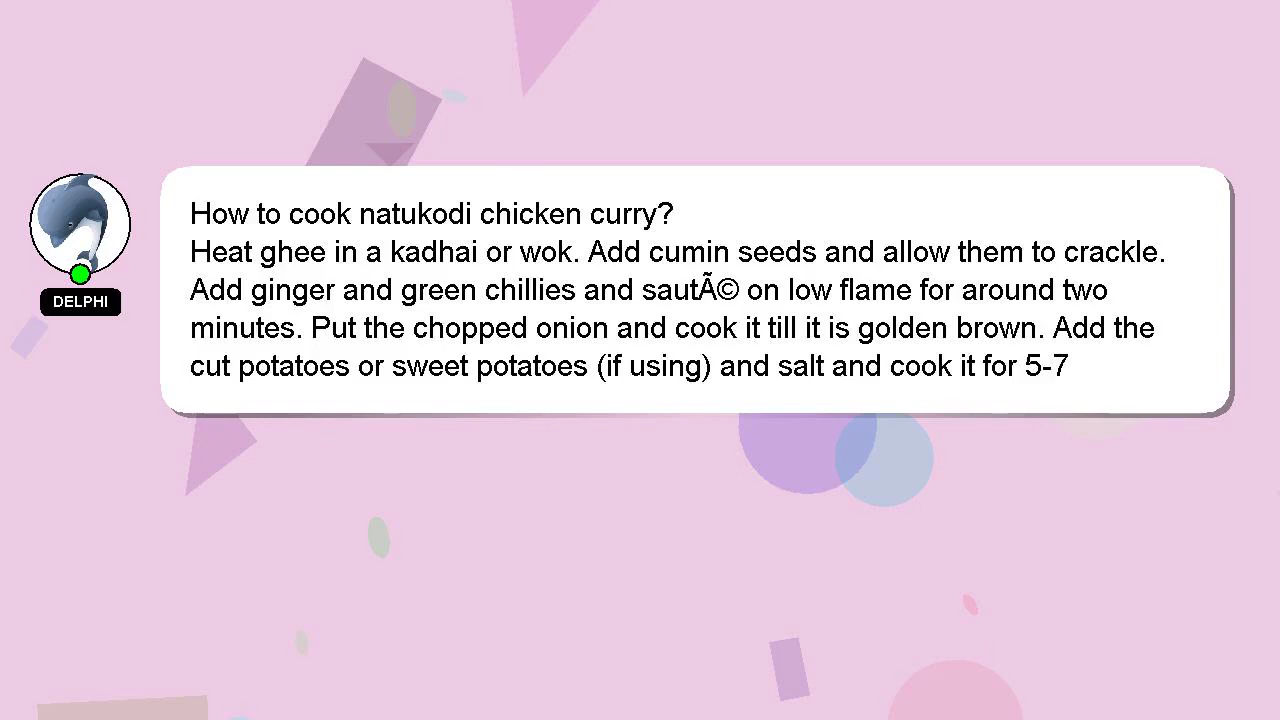 How to cook natukodi chicken curry?
Heat ghee in a kadhai or wok. Add cumin seeds and allow them to crackle.
Add ginger and green chillies and sautÃ© on low flame for around two
minutes. Put the chopped onion and cook it till it is golden brown. Add the
cut potatoes or sweet potatoes (if using) and salt and cook it for 5-7
DELPHI